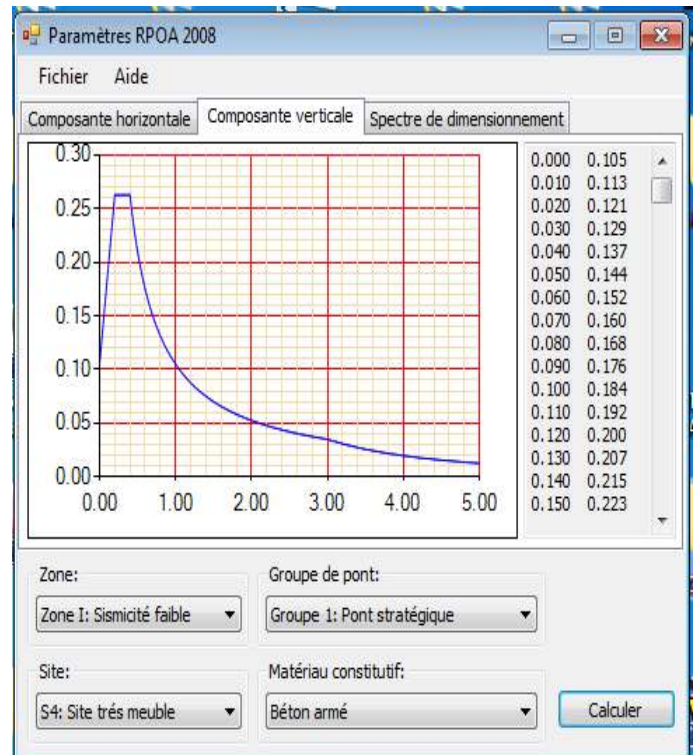 Paramètres RPOA 2008
Fichier Aide
Composante horizontale Composante verticale Spectre de dimensionnement
0.30
0.25
0.20
0.15
0.10
0.05
0.00
0.00 1.00 2.00 3.00 4.00 5.00
0.000 0.105
0.010 0.113
0.020 0.121
0.030 0.129
0.040 0.137
0.050 0.144
0.060 0.152
0.070 0.160
0.080 0.168
0.090 0.176
0.100 0.184
0.110 0.192
0.120 0.200
0.130 0.207
0.140 0.215
0.150 0.223
Zone: Groupe de pont:
Zone I: Sismicité faible Groupe 1: Pont stratégique
Site: Matériau constitutif:
S4: Site trés meuble Béton armé Calculer